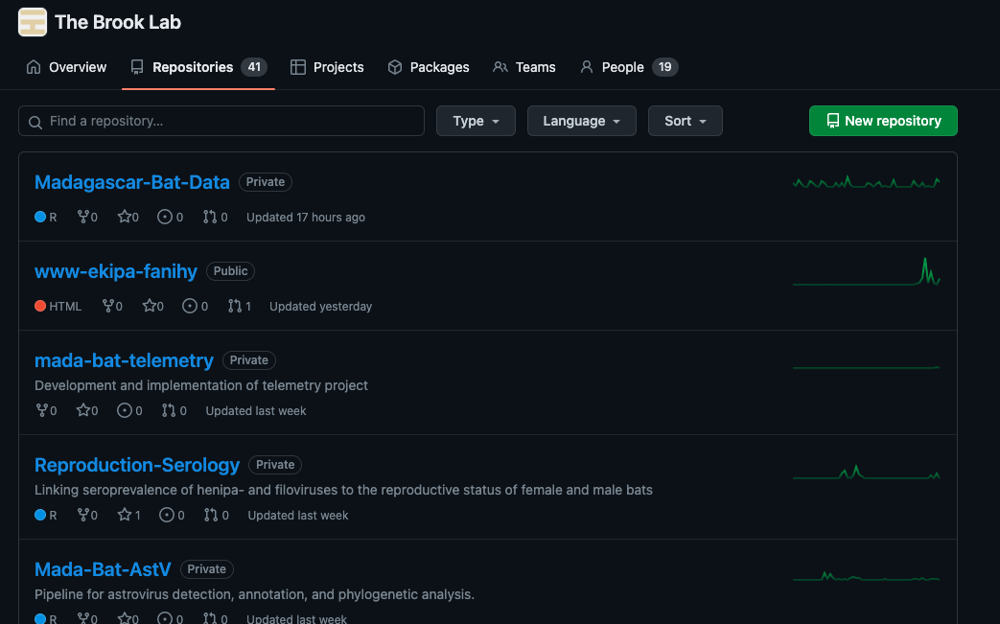 The Brook Lab
Overview Repositories 41 Projects Packages Teams People 19
Find a repository... Type Language Sort New repository
Madagascar-Bat-Data Private
R 0 0 0 0 Updated 17 hours ago
www-ekipa-fanihy Public
HTML 0 0 0 1 Updated yesterday
mada-bat-telemetry Private
Development and implementation of telemetry project
0 0 0 0 Updated last week
Reproduction-Serology Private
Linking seroprevalence of henipa- and filoviruses to the reproductive status of female and male bats
R 0 1 0 0 Updated last week
Mada-Bat-AstV Private
Pipeline for astrovirus detection, annotation, and phylogenetic analysis.
R 0 0 0 0 Updated last week